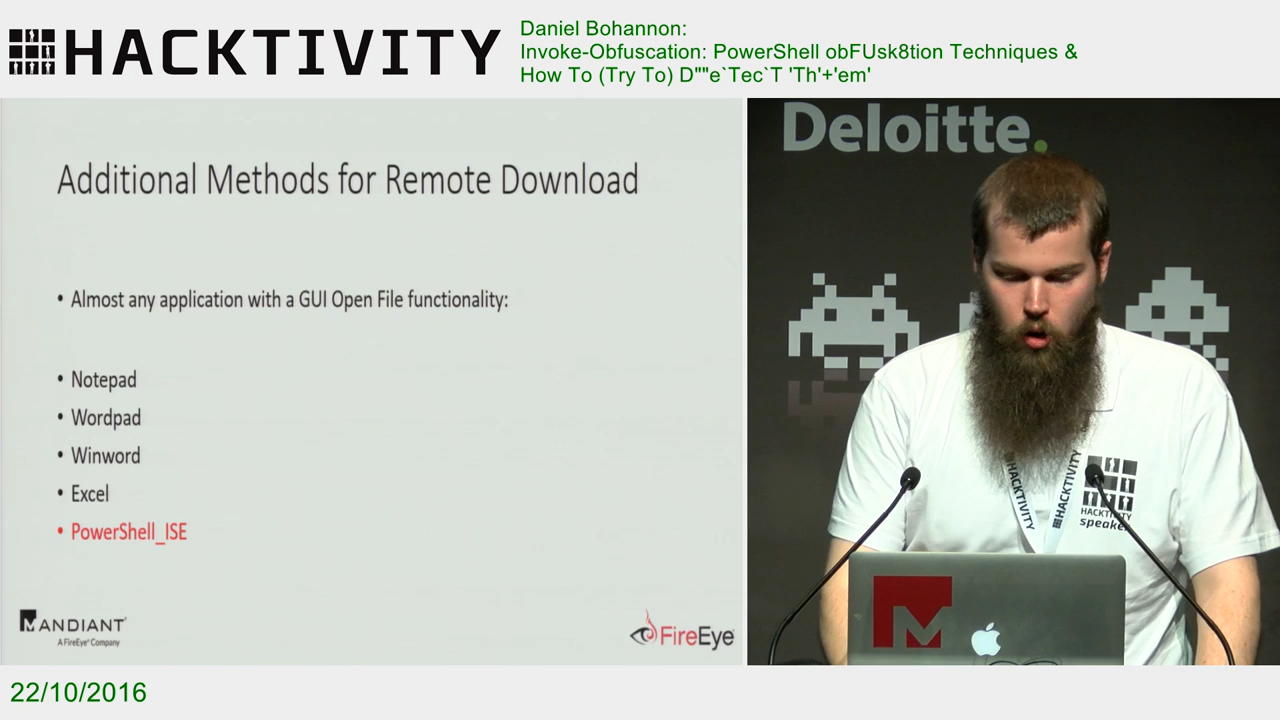 HACKTIVITY
Daniel Bohannon:
Invoke-Obfuscation: PowerShell obFUsk8tion Techniques &
How To (Try To) D""e`Tec`T 'Th'+'em'
Additional Methods for Remote Download
• Almost any application with a GUI Open File functionality:
• Notepad
• Wordpad
• Winword
• Excel
• PowerShell_ISE
MANDIANT
A FireEye® Company
FireEye
Deloitte.
HACKTIVITY
HACKTIVITY
HACKTIVITY
speaker
22/10/2016